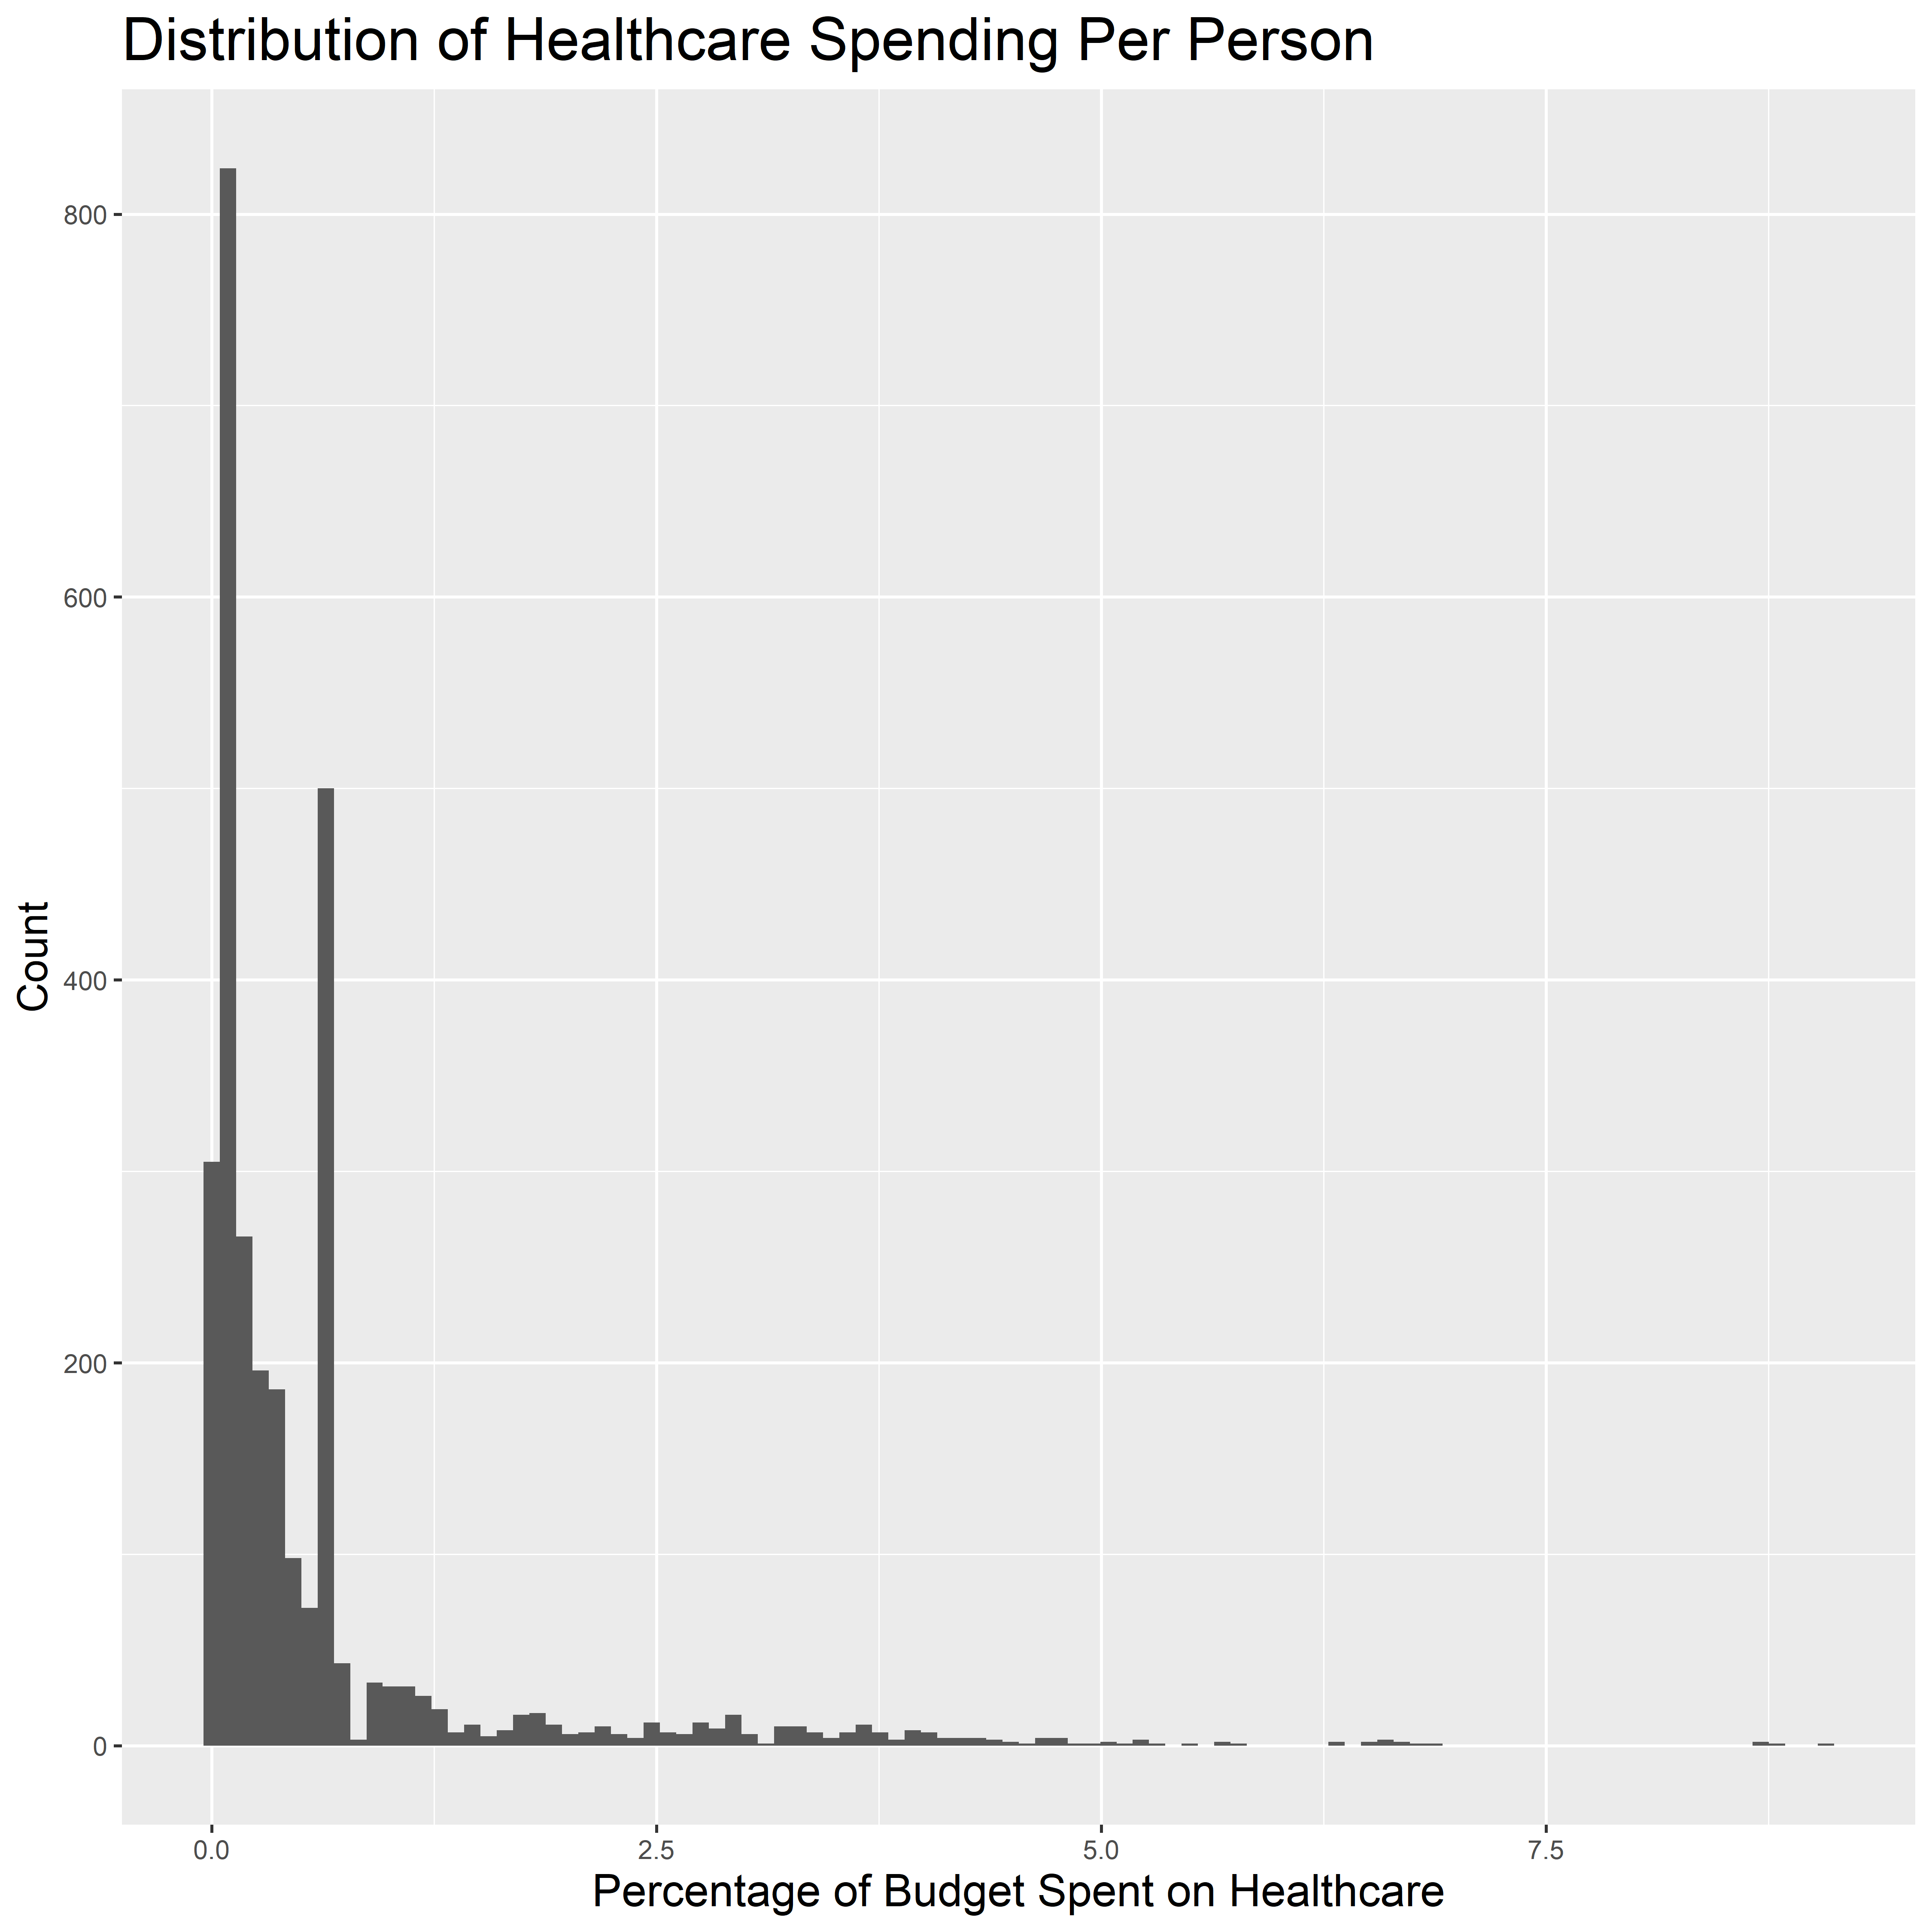 Distribution of Healthcare Spending Per Person
800
600
400
200
0
Count
0.0 2.5 5.0 7.5
Percentage of Budget Spent on Healthcare